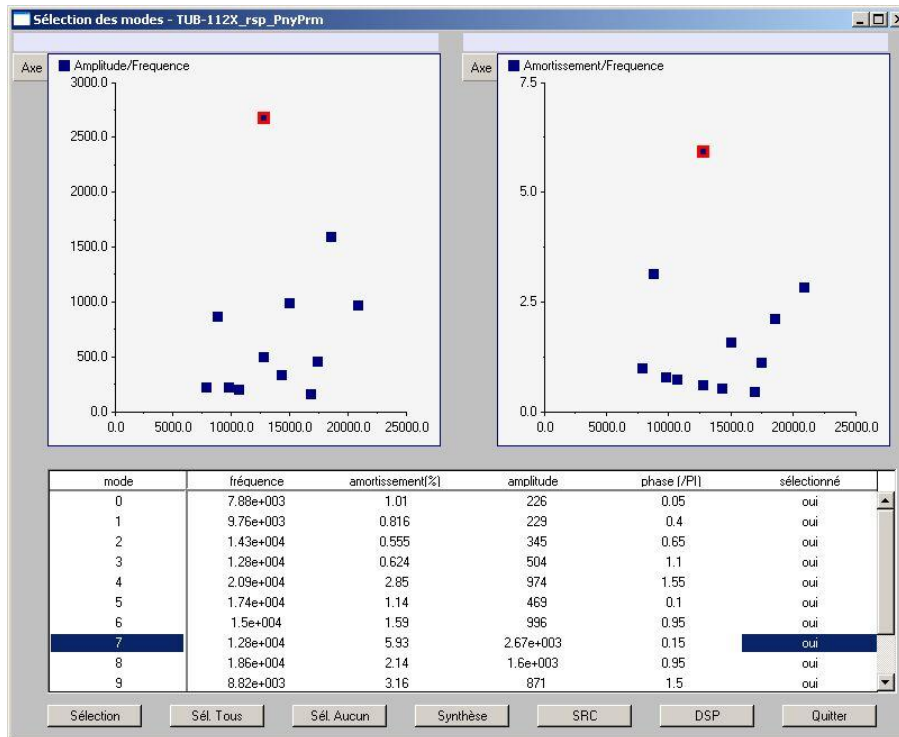 Sélection des modes - TUB-112X_rsp_PnyPrm
Axe
Amplitude/Frequence
3000.0
2500.0
2000.0
1500.0
1000.0
500.0
0.0
0.0 5000.0 10000.0 15000.0 20000.0 25000.0
Axe
Amortissement/Frequence
7.5
5.0
2.5
0.0
0.0 5000.0 10000.0 15000.0 20000.0 25000.0
mode fréquence amortissement(%) amplitude phase (/PI) sélectionné
0 7.88e+003 1.01 226 0.05 oui
1 9.76e+003 0.816 229 0.4 oui
2 1.43e+004 0.555 345 0.65 oui
3 1.28e+004 0.624 504 1.1 oui
4 2.09e+004 2.85 974 1.55 oui
5 1.74e+004 1.14 469 0.1 oui
6 1.5e+004 1.59 996 0.95 oui
7 1.28e+004 5.93 2.67e+003 0.15 oui
8 1.86e+004 2.14 1.6e+003 0.95 oui
9 8.82e+003 3.16 871 1.5 oui
Sélection Sél. Tous Sél. Aucun Synthèse SRC DSP Quitter